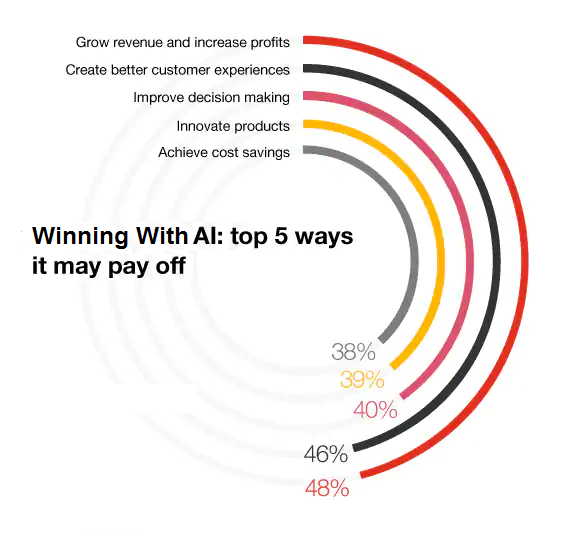 Grow revenue and increase profits
Create better customer experiences
Improve decision making
Innovate products
Achieve cost savings
Winning With AI: top 5 ways
it may pay off
38%
39%
40%
46%
48%